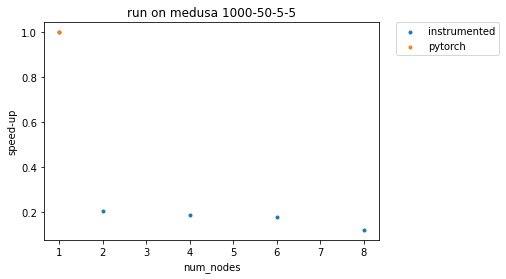 run on medusa 1000-50-5-5
instrumented
pytorch
1.0
0.8
0.6
0.4
0.2
speed-up
1 2 3 4 5 6 7 8
num_nodes